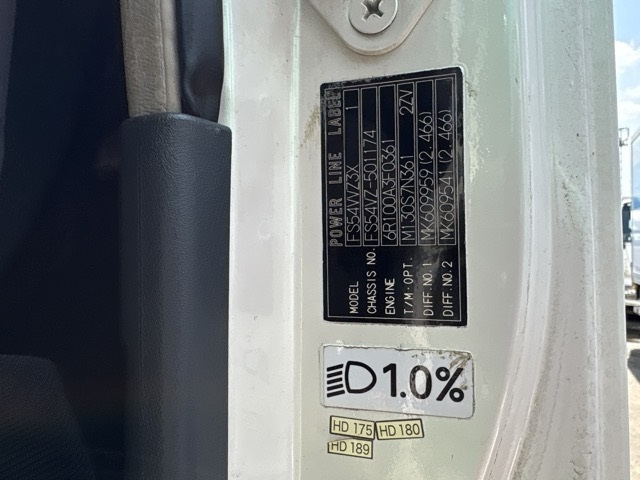 POWER LINE LABEL
MODEL FS54VVZ3X 1
CHASSIS NO. FS54VZ-501174
ENGINE 6R100A3F0361
T/M·OPT. M130S7N361 2ZV
DIFF.NO.1 MK609959(2.466)
DIFF.NO.2 MK609541(2.466)
1.0%
HD 175 HD 180
HD 189